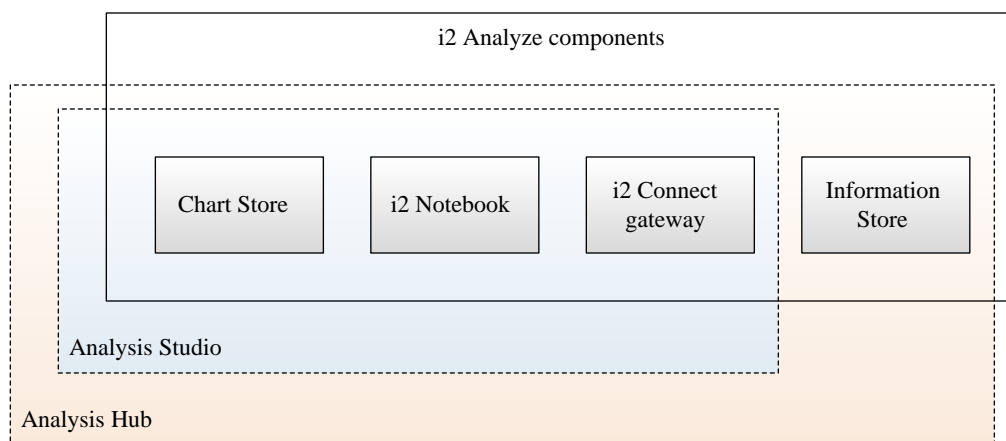 i2 Analyze components
Chart Store
i2 Notebook
i2 Connect
gateway
Information
Store
Analysis Studio
Analysis Hub